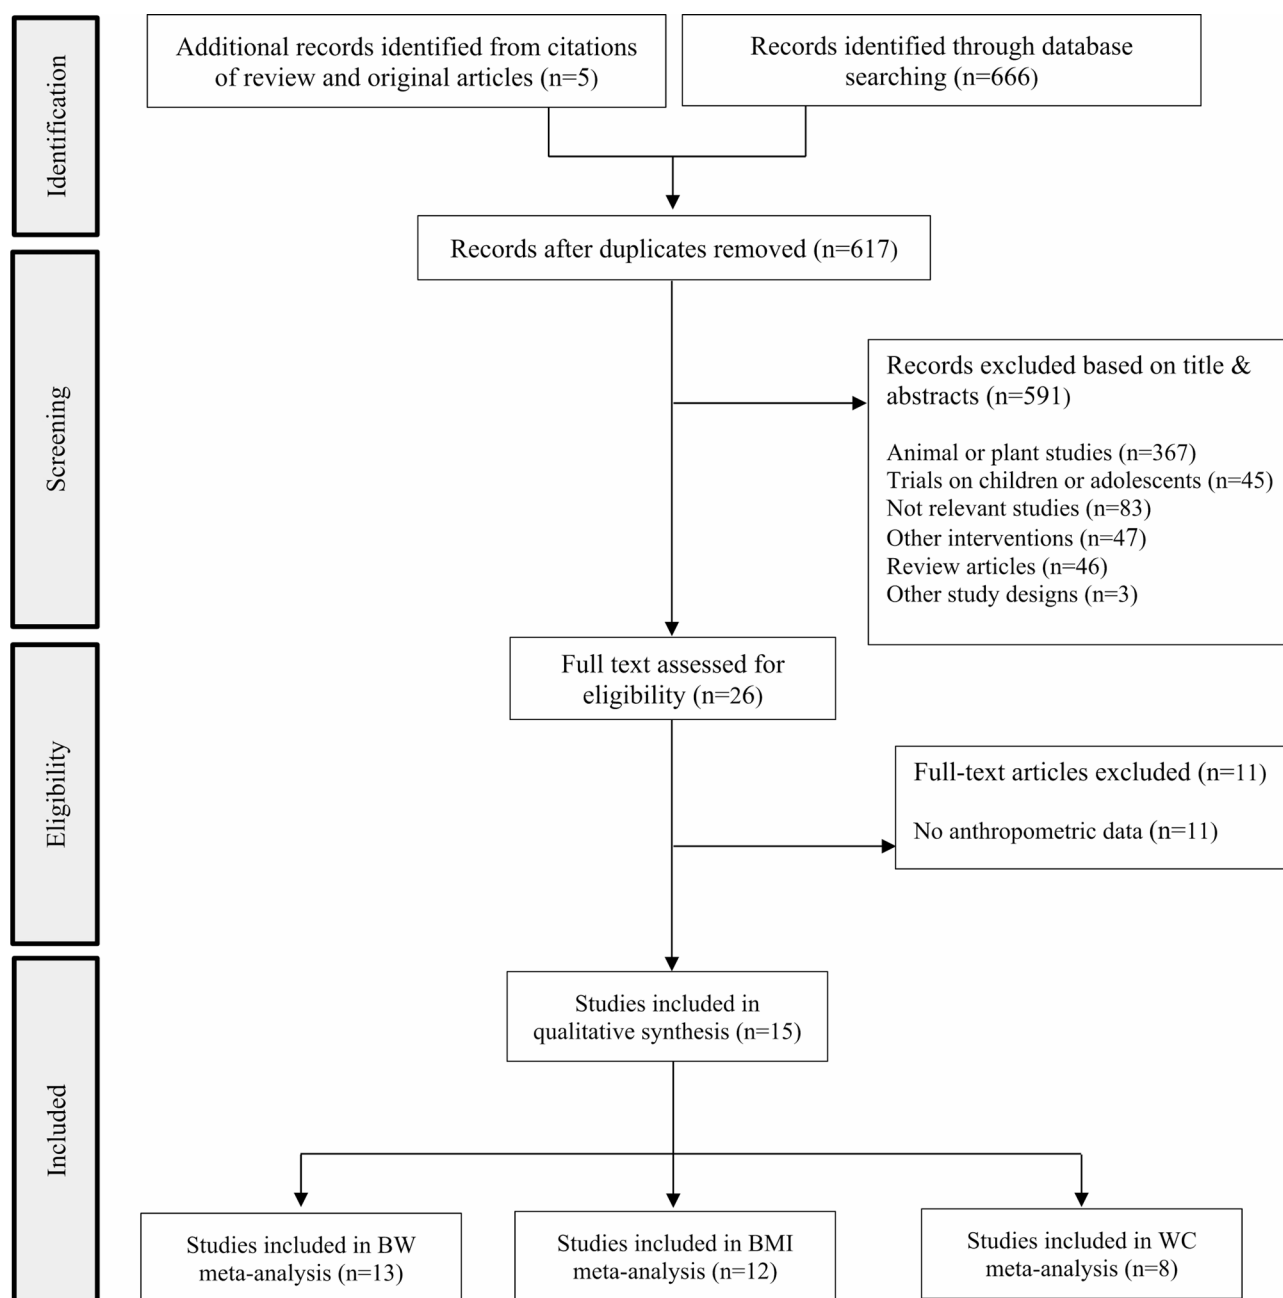 Identification
Additional records identified from citations
of review and original articles (n=5)
Records identified through database
searching (n=666)
Records after duplicates removed (n=617)
Screening
Records excluded based on title &
abstracts (n=591)
Animal or plant studies (n=367)
Trials on children or adolescents (n=45)
Not relevant studies (n=83)
Other interventions (n=47)
Review articles (n=46)
Other study designs (n=3)
Full text assessed for
eligibility (n=26)
Eligibility
Full-text articles excluded (n=11)
No anthropometric data (n=11)
Included
Studies included in
qualitative synthesis (n=15)
Studies included in BW
meta-analysis (n=13)
Studies included in BMI
meta-analysis (n=12)
Studies included in WC
meta-analysis (n=8)